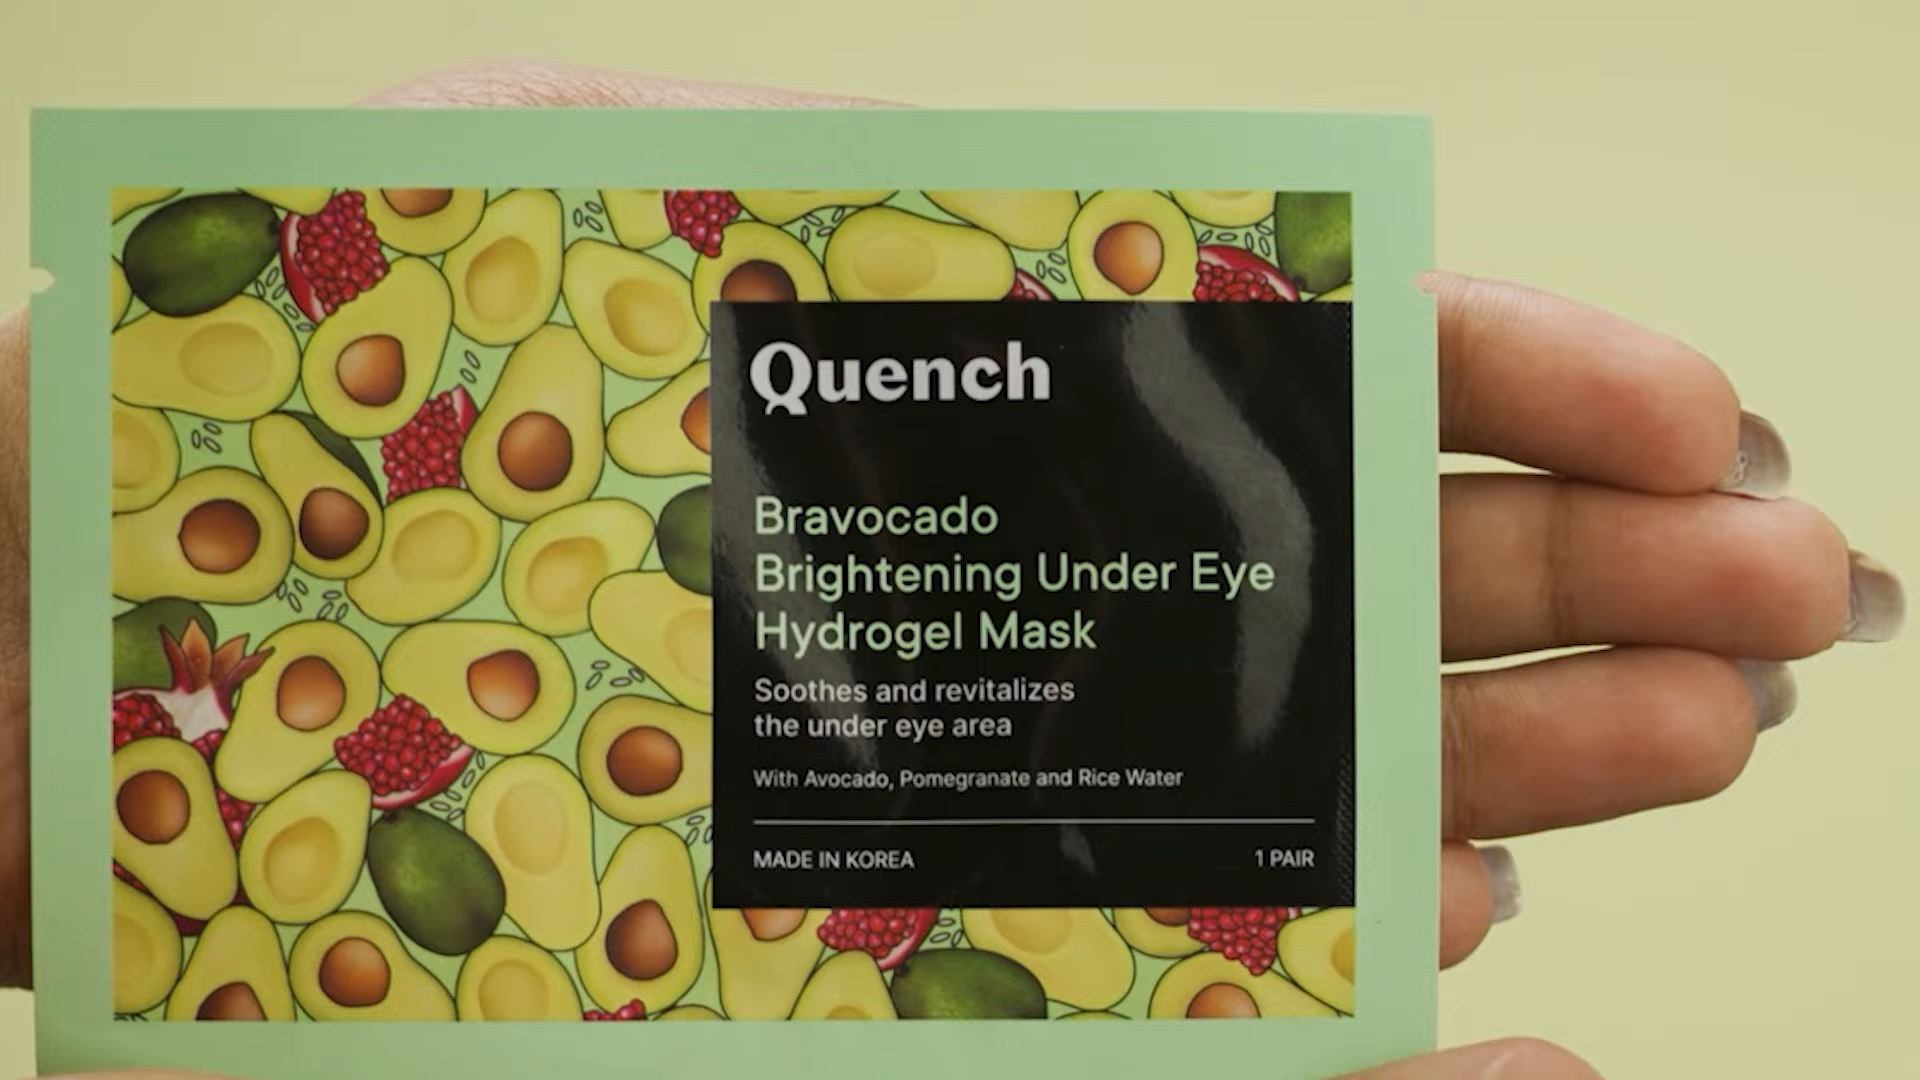 Quench
Bravocado
Brightening Under Eye
Hydrogel Mask
Soothes and revitalizes
the under eye area
With Avocado, Pomegranate and Rice Water
MADE IN KOREA
1 PAIR